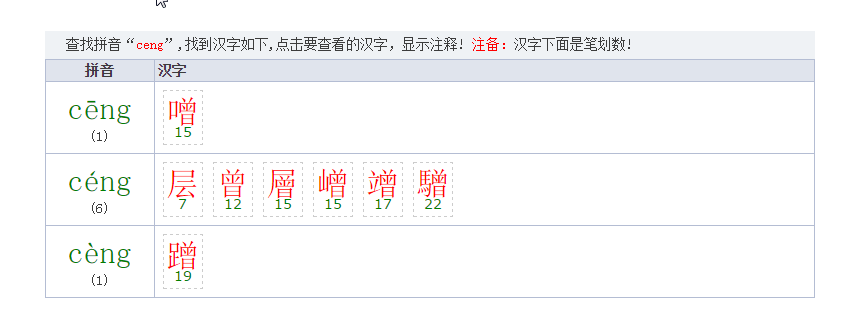 查找拼音“ceng”,找到汉字如下,点击要查看的汉字，显示注释! 注备：汉字下面是笔划数!
拼音 汉字
cēng 噌
(1) 15
céng 层 曾 層 嶒 竲 驓
(6) 7 12 15 15 17 22
cèng 蹭
(1) 19